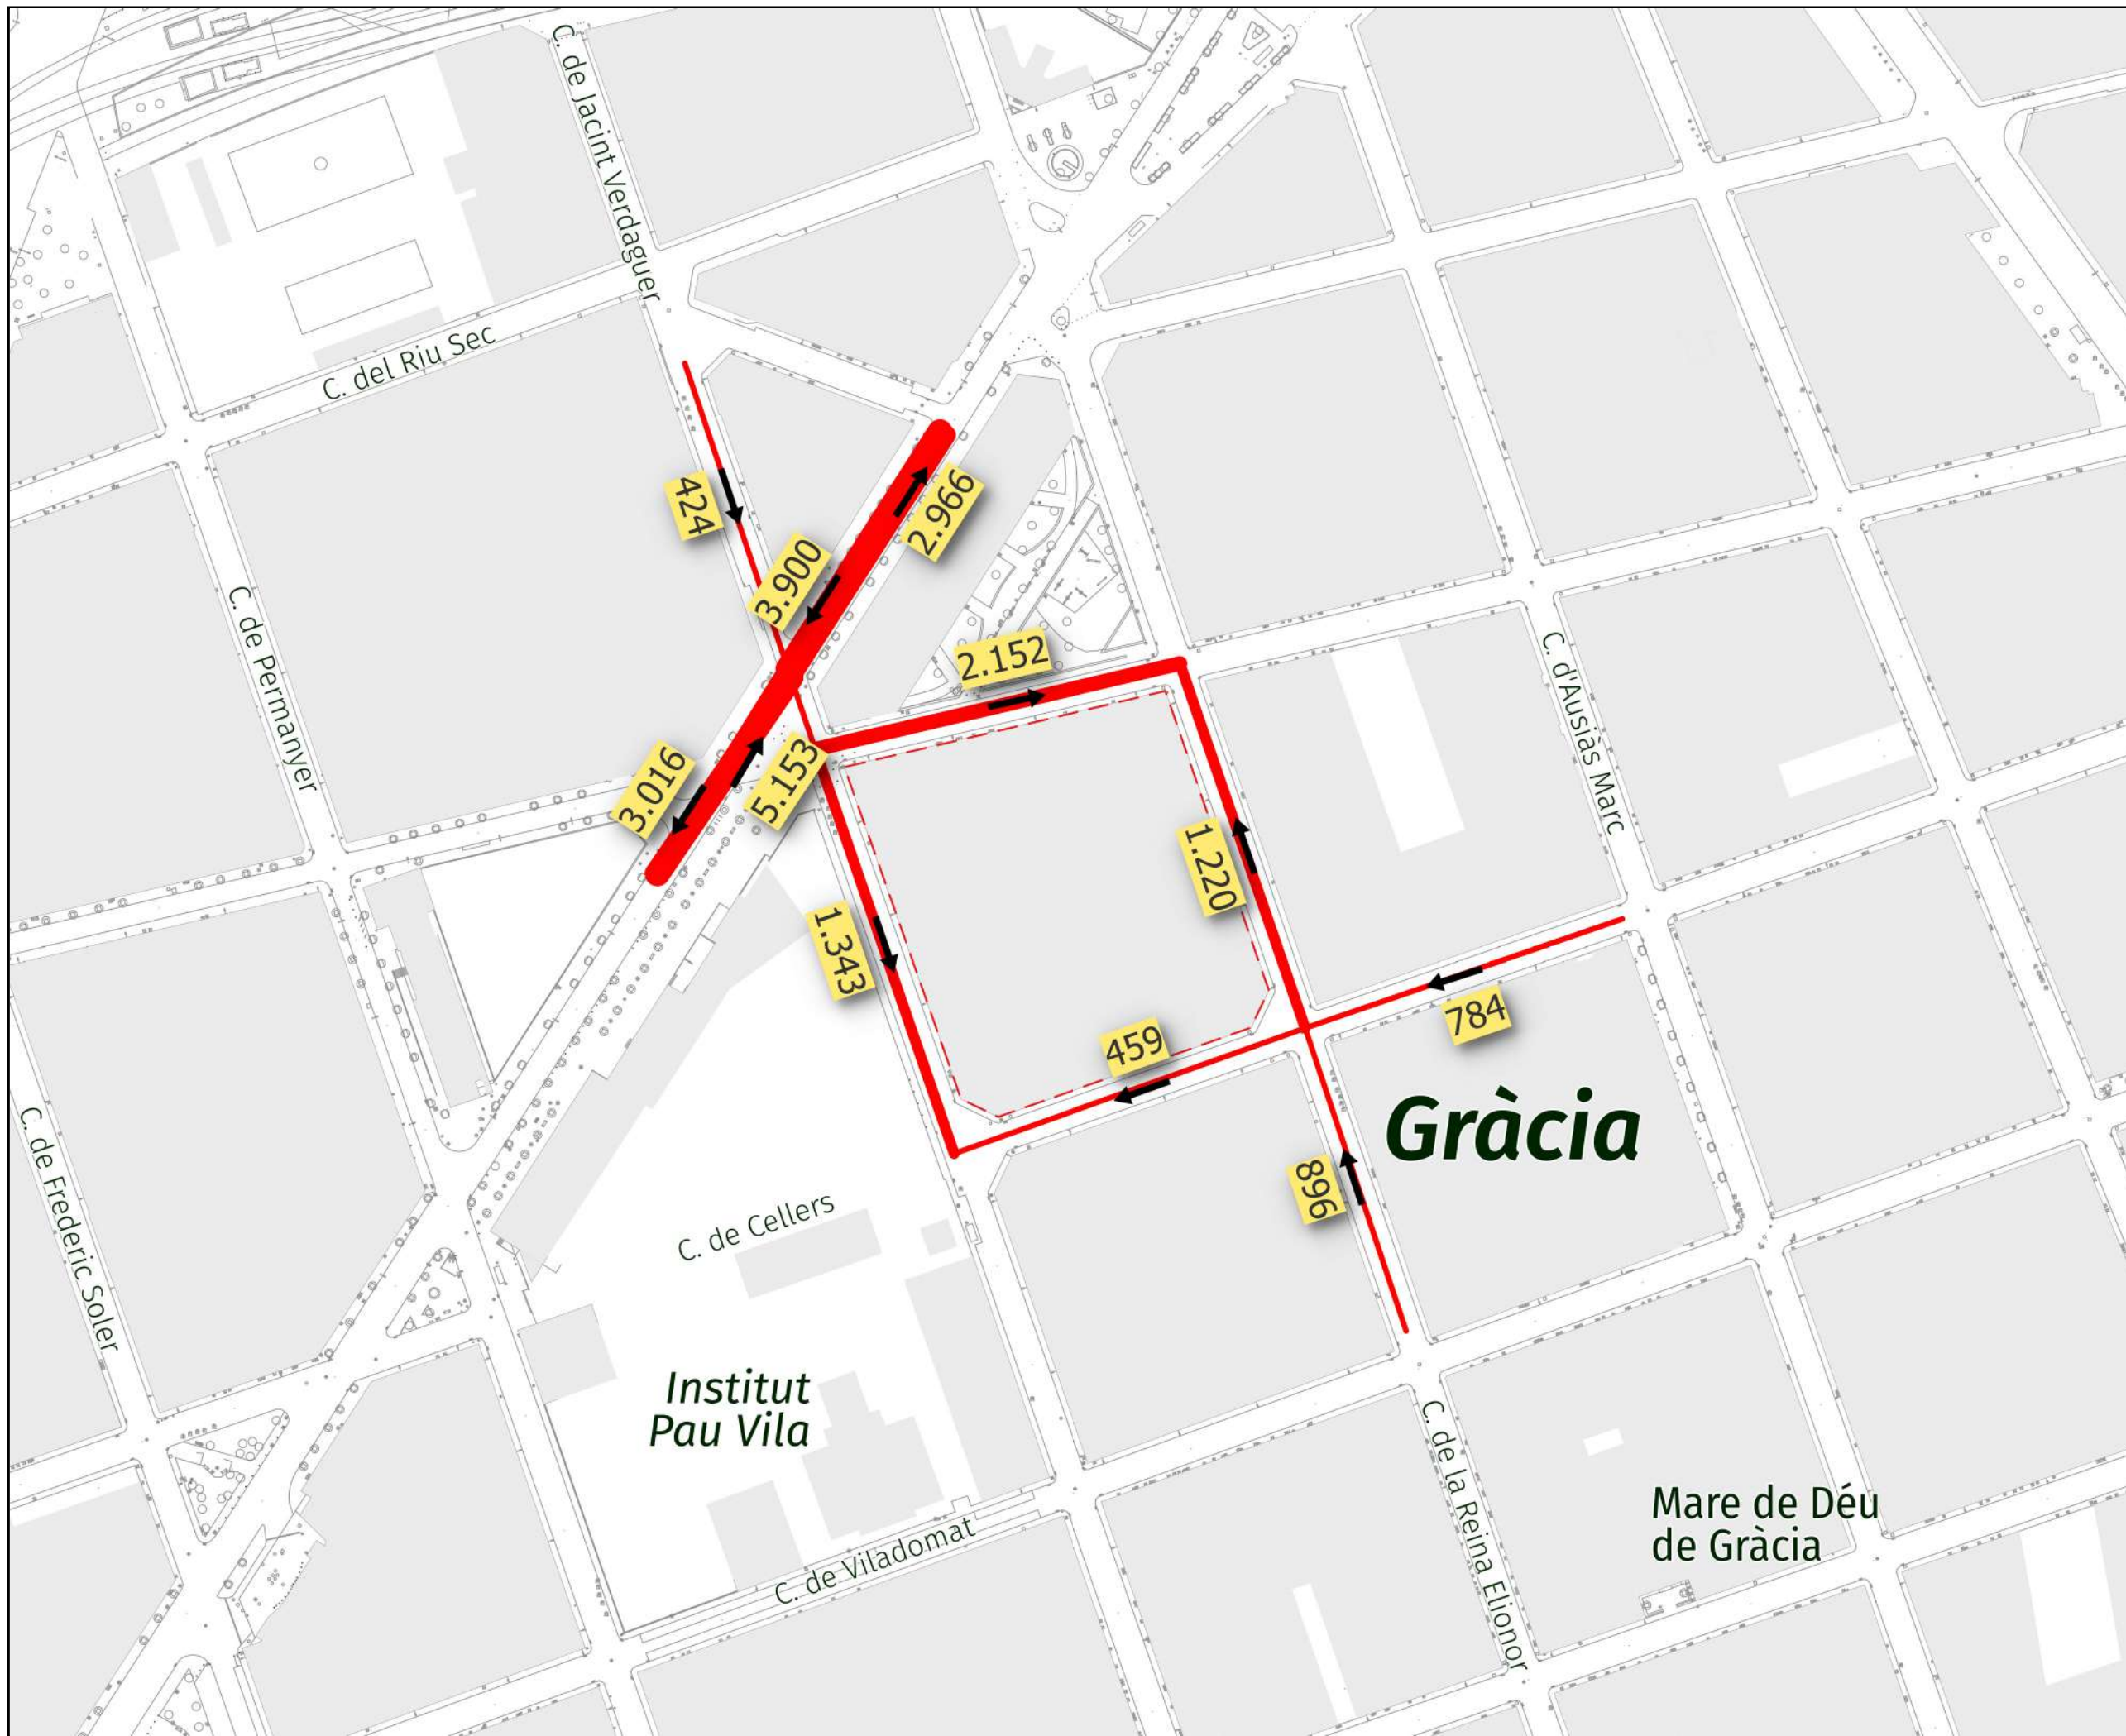 C. de Jacint Verdaguer
C. del Riu Sec
424
2.966
3.900
C. de Permanyer
2.152
C. d'Ausiàs Marc
3.016
5.153
1.220
1.343
784
459
Gràcia
896
C. de Frederic Soler
C. de Cellers
Institut
Pau Vila
C. de la Reina Elionor
Mare de Déu
de Gràcia
C. de Viladomat